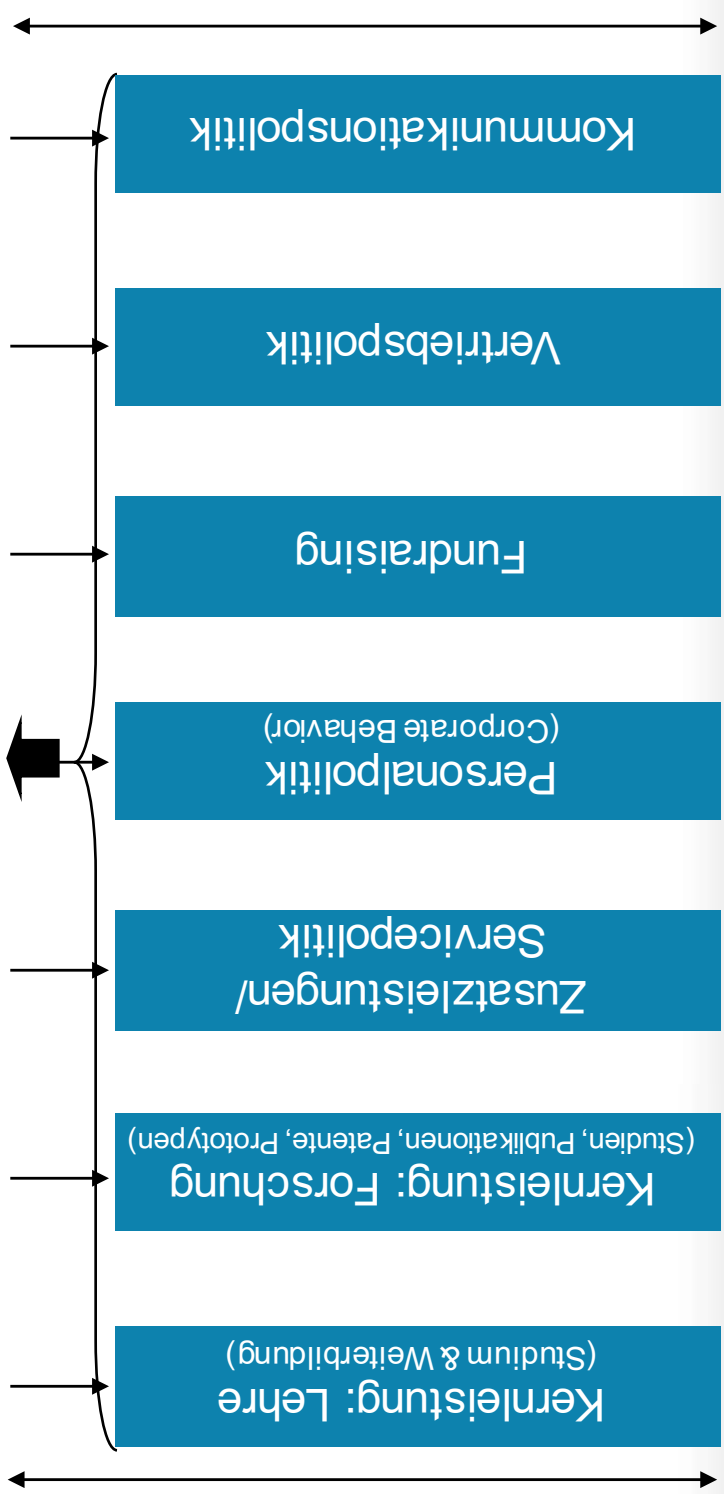 Kernleistung: Lehre
(Studium & Weiterbildung)
Kernleistung: Forschung
(Studien, Publikationen, Patente, Prototypen)
Zusatzleistungen/
Servicepolitik
Personalpolitik
(Corporate Behavior)
Fundraising
Vertriebspolitik
Kommunikationspolitik